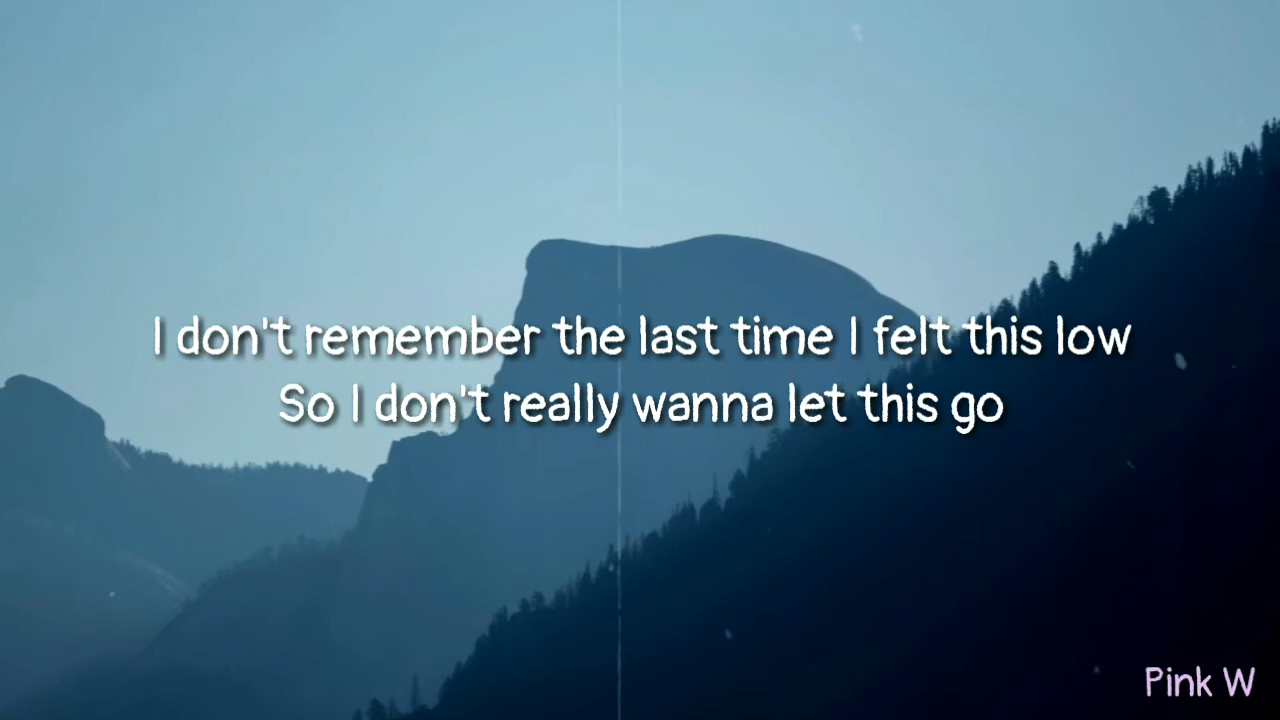 I don't remember the last time I felt this low
So I don't really wanna let this go
Pink W